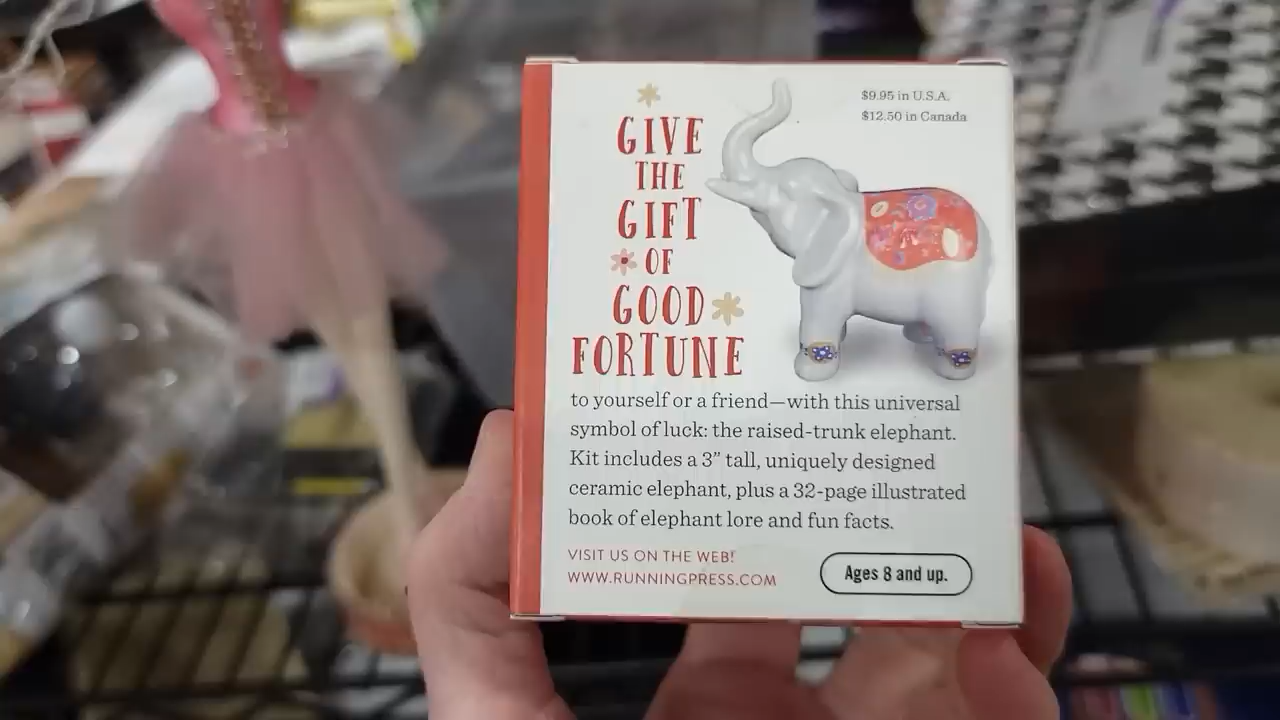 GIVE
THE
GIFT
OF
GOOD
FORTUNE
$9.95 in U.S.A.
$12.50 in Canada
to yourself or a friend—with this universal
symbol of luck: the raised-trunk elephant.
Kit includes a 3” tall, uniquely designed
ceramic elephant, plus a 32-page illustrated
book of elephant lore and fun facts.
VISIT US ON THE WEB!
WWW.RUNNINGPRESS.COM
Ages 8 and up.